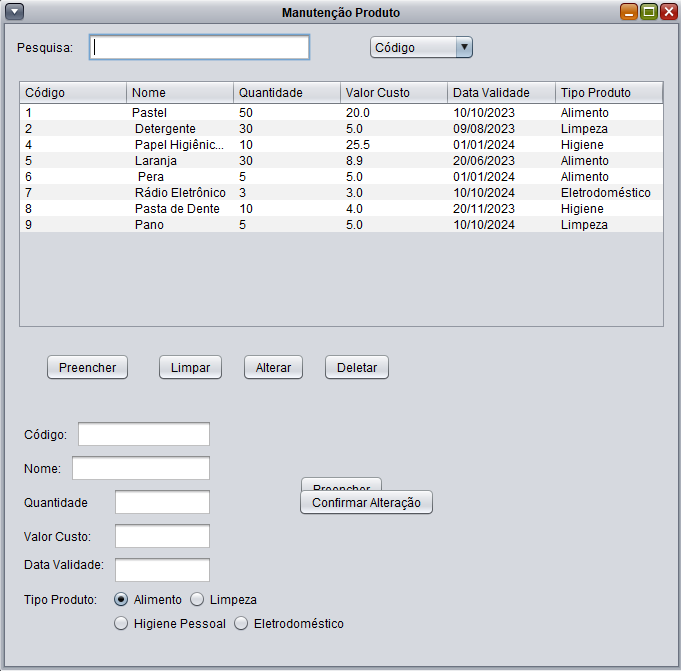 Manutenção Produto
Pesquisa: Código
Código Nome Quantidade Valor Custo Data Validade Tipo Produto
1 Pastel 50 20.0 10/10/2023 Alimento
2 Detergente 30 5.0 09/08/2023 Limpeza
4 Papel Higiênic... 10 25.5 01/01/2024 Higiene
5 Laranja 30 8.9 20/06/2023 Alimento
6 Pera 5 5.0 01/01/2024 Alimento
7 Rádio Eletrônico 3 3.0 10/10/2024 Eletrodoméstico
8 Pasta de Dente 10 4.0 20/11/2023 Higiene
9 Pano 5 5.0 10/10/2024 Limpeza
Preencher Limpar Alterar Deletar
Código:
Nome:
Preencher
Quantidade Confirmar Alteração
Valor Custo:
Data Validade:
Tipo Produto: Alimento Limpeza
Higiene Pessoal Eletrodoméstico